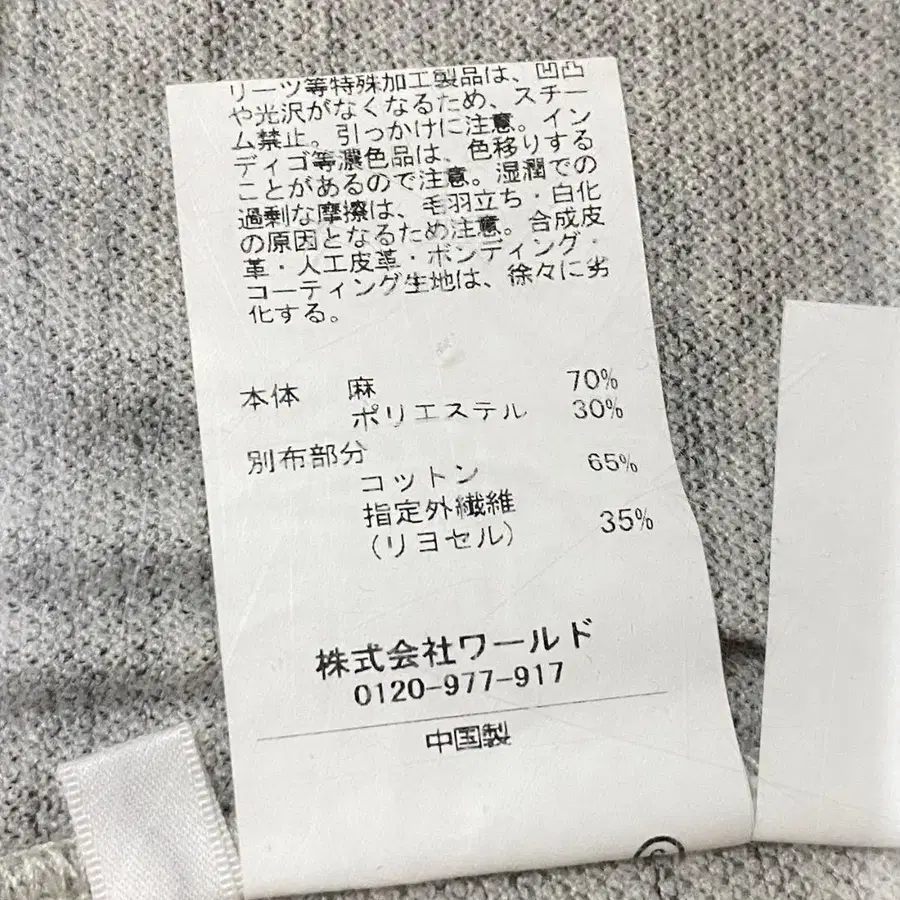 リーツ等特殊加工製品は、凹凸
や光沢がなくなるため、スチー
ム禁止。引っかけに注意。イン
ディゴ等濃色品は、色移りする
ことがあるので注意。湿潤での
過剰な摩擦は、毛羽立ち・白化
の原因となるため注意。合成皮
革・人工皮革・ボンディング・
コーティング生地は、徐々に劣
化する。
本体 麻 70%
ポリエステル 30%
別布部分
コットン 65%
指定外繊維
(リヨセル) 35%
株式会社ワールド
0120-977-917
中国製